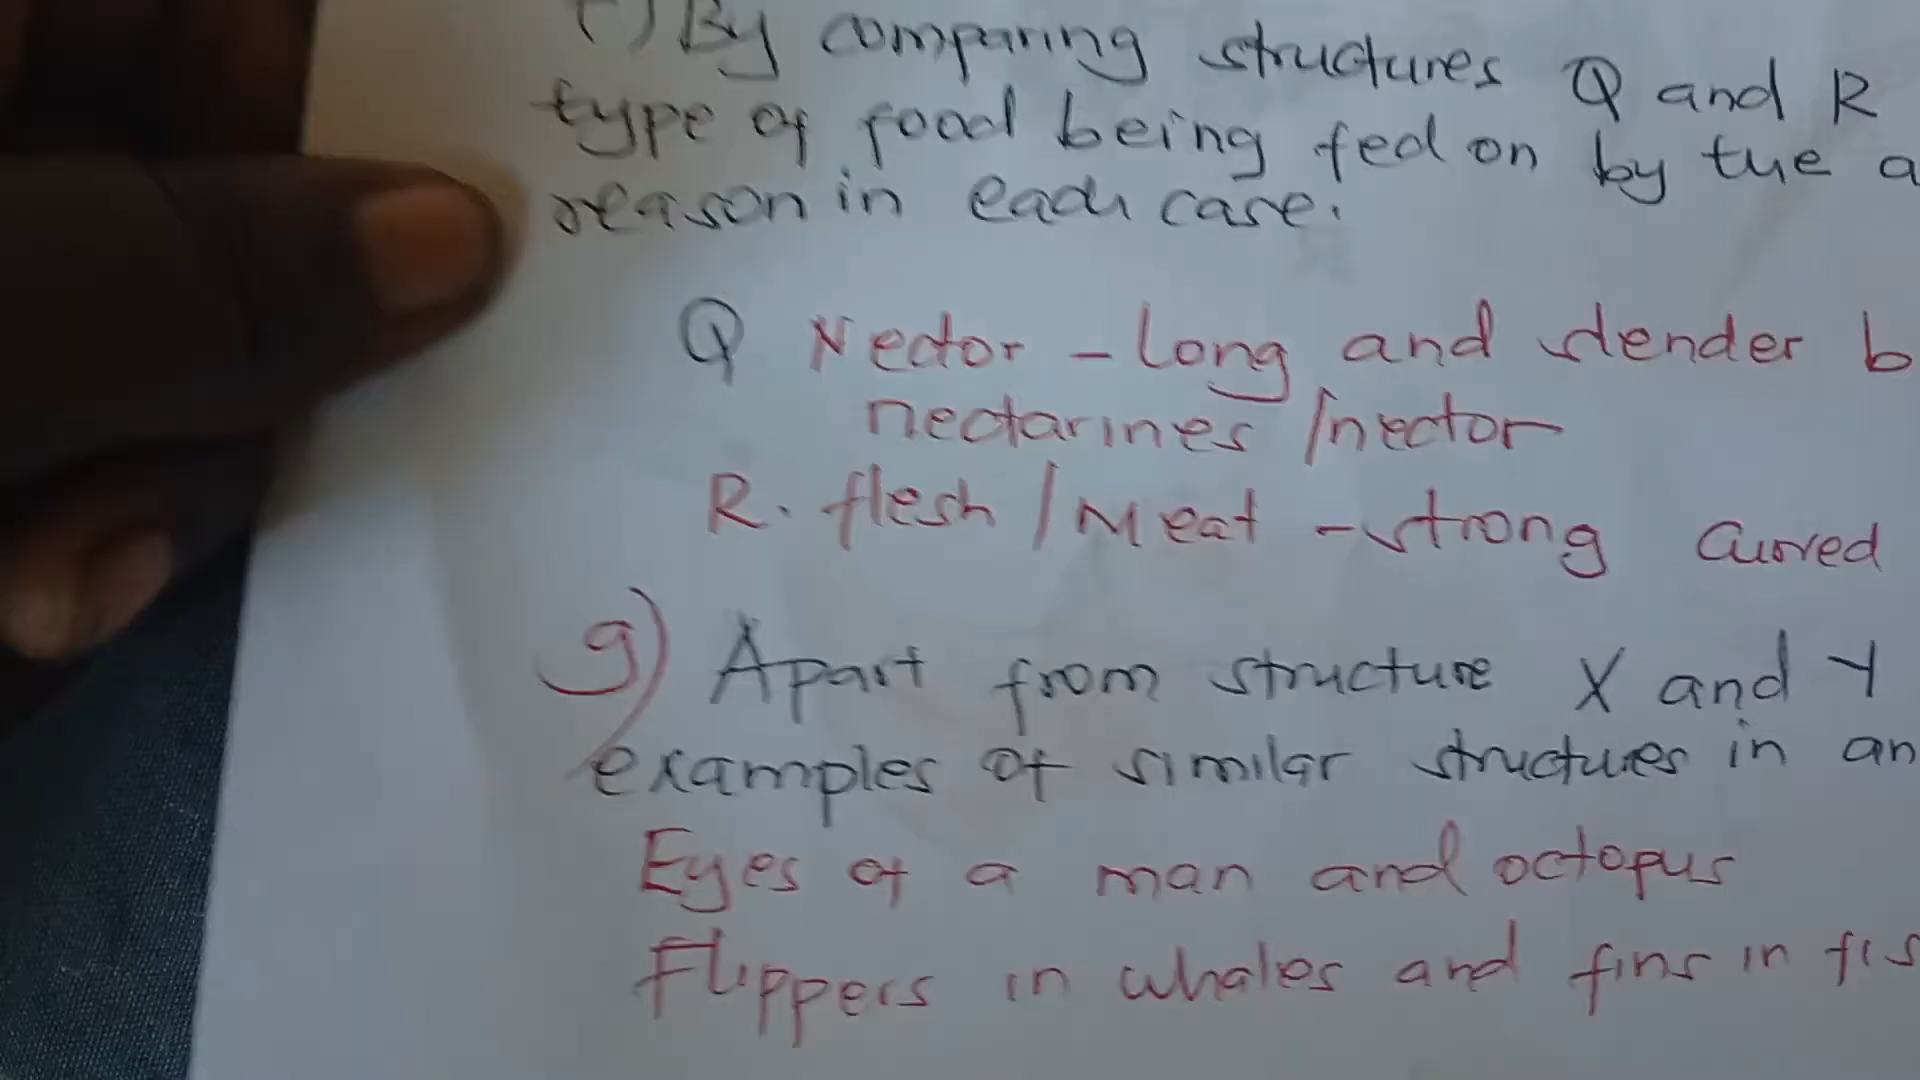 f) By comparing structures Q and R
type of food being fed on by the a
reason in each case.
Q Nector - Long and slender b
nectarines / nector
R. flesh / Meat - strong curved
g) Apart from structure X and Y
examples of similar structures in an
Eyes of a man and octopus
Flippers in whales and fins in fis